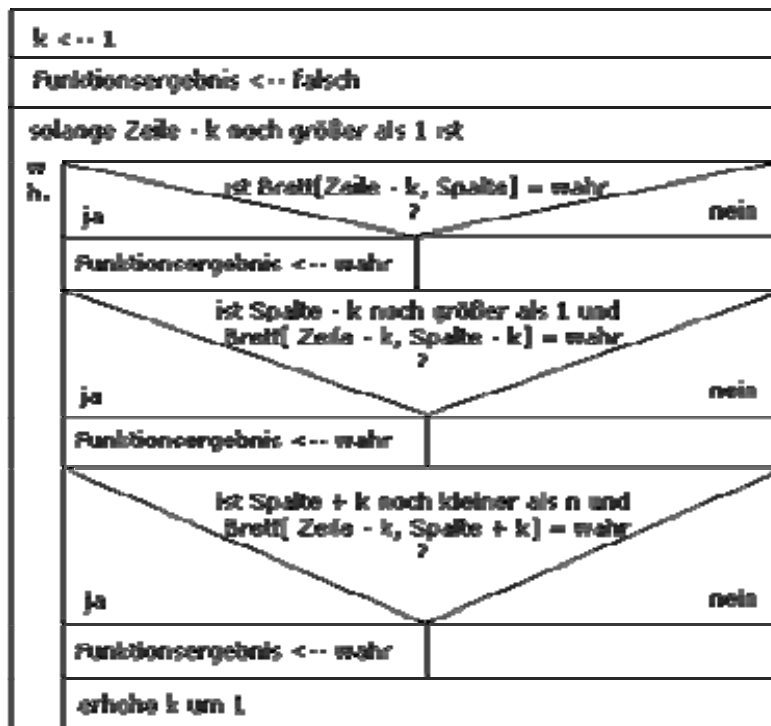 k <-- 1
Funktionsergebnis <-- falsch
solange Zeile - k noch größer als 1 ist
w
h.
ist Brett[Zeile - k, Spalte] = wahr
?
ja
nein
Funktionsergebnis <-- wahr
ist Spalte - k noch größer als 1 und
Brett[ Zeile - k, Spalte - k] = wahr
?
ja
nein
Funktionsergebnis <-- wahr
ist Spalte + k noch kleiner als n und
Brett[ Zeile - k, Spalte + k] = wahr
?
ja
nein
Funktionsergebnis <-- wahr
erhöhe k um 1